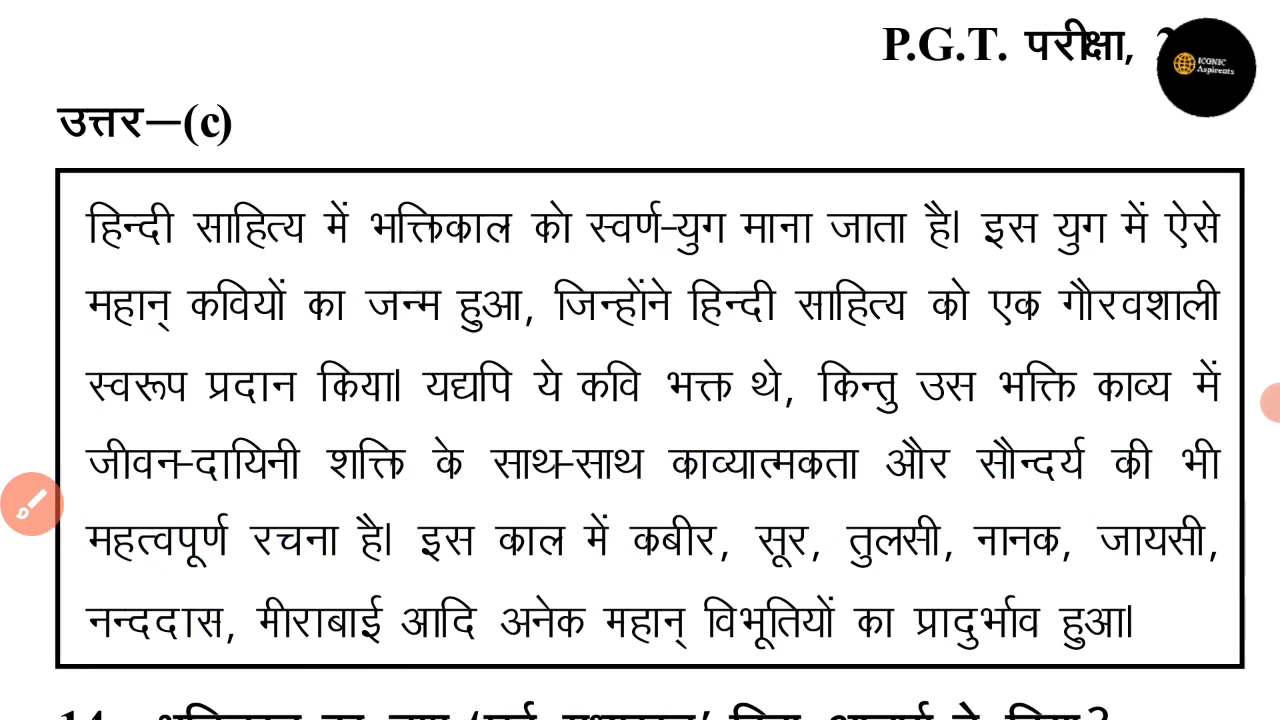 P.G.T. परीक्षा,
ICONIC
Aspirents
उत्तर—(c)
हिन्दी साहित्य में भक्तिकाल को स्वर्ण-युग माना जाता है। इस युग में ऐसे
महान् कवियों का जन्म हुआ, जिन्होंने हिन्दी साहित्य को एक गौरवशाली
स्वरूप प्रदान किया। यद्यपि ये कवि भक्त थे, किन्तु उस भक्ति काव्य में
जीवन-दायिनी शक्ति के साथ-साथ काव्यात्मकता और सौन्दर्य की भी
महत्वपूर्ण रचना है। इस काल में कबीर, सूर, तुलसी, नानक, जायसी,
नन्ददास, मीराबाई आदि अनेक महान् विभूतियों का प्रादुर्भाव हुआ।